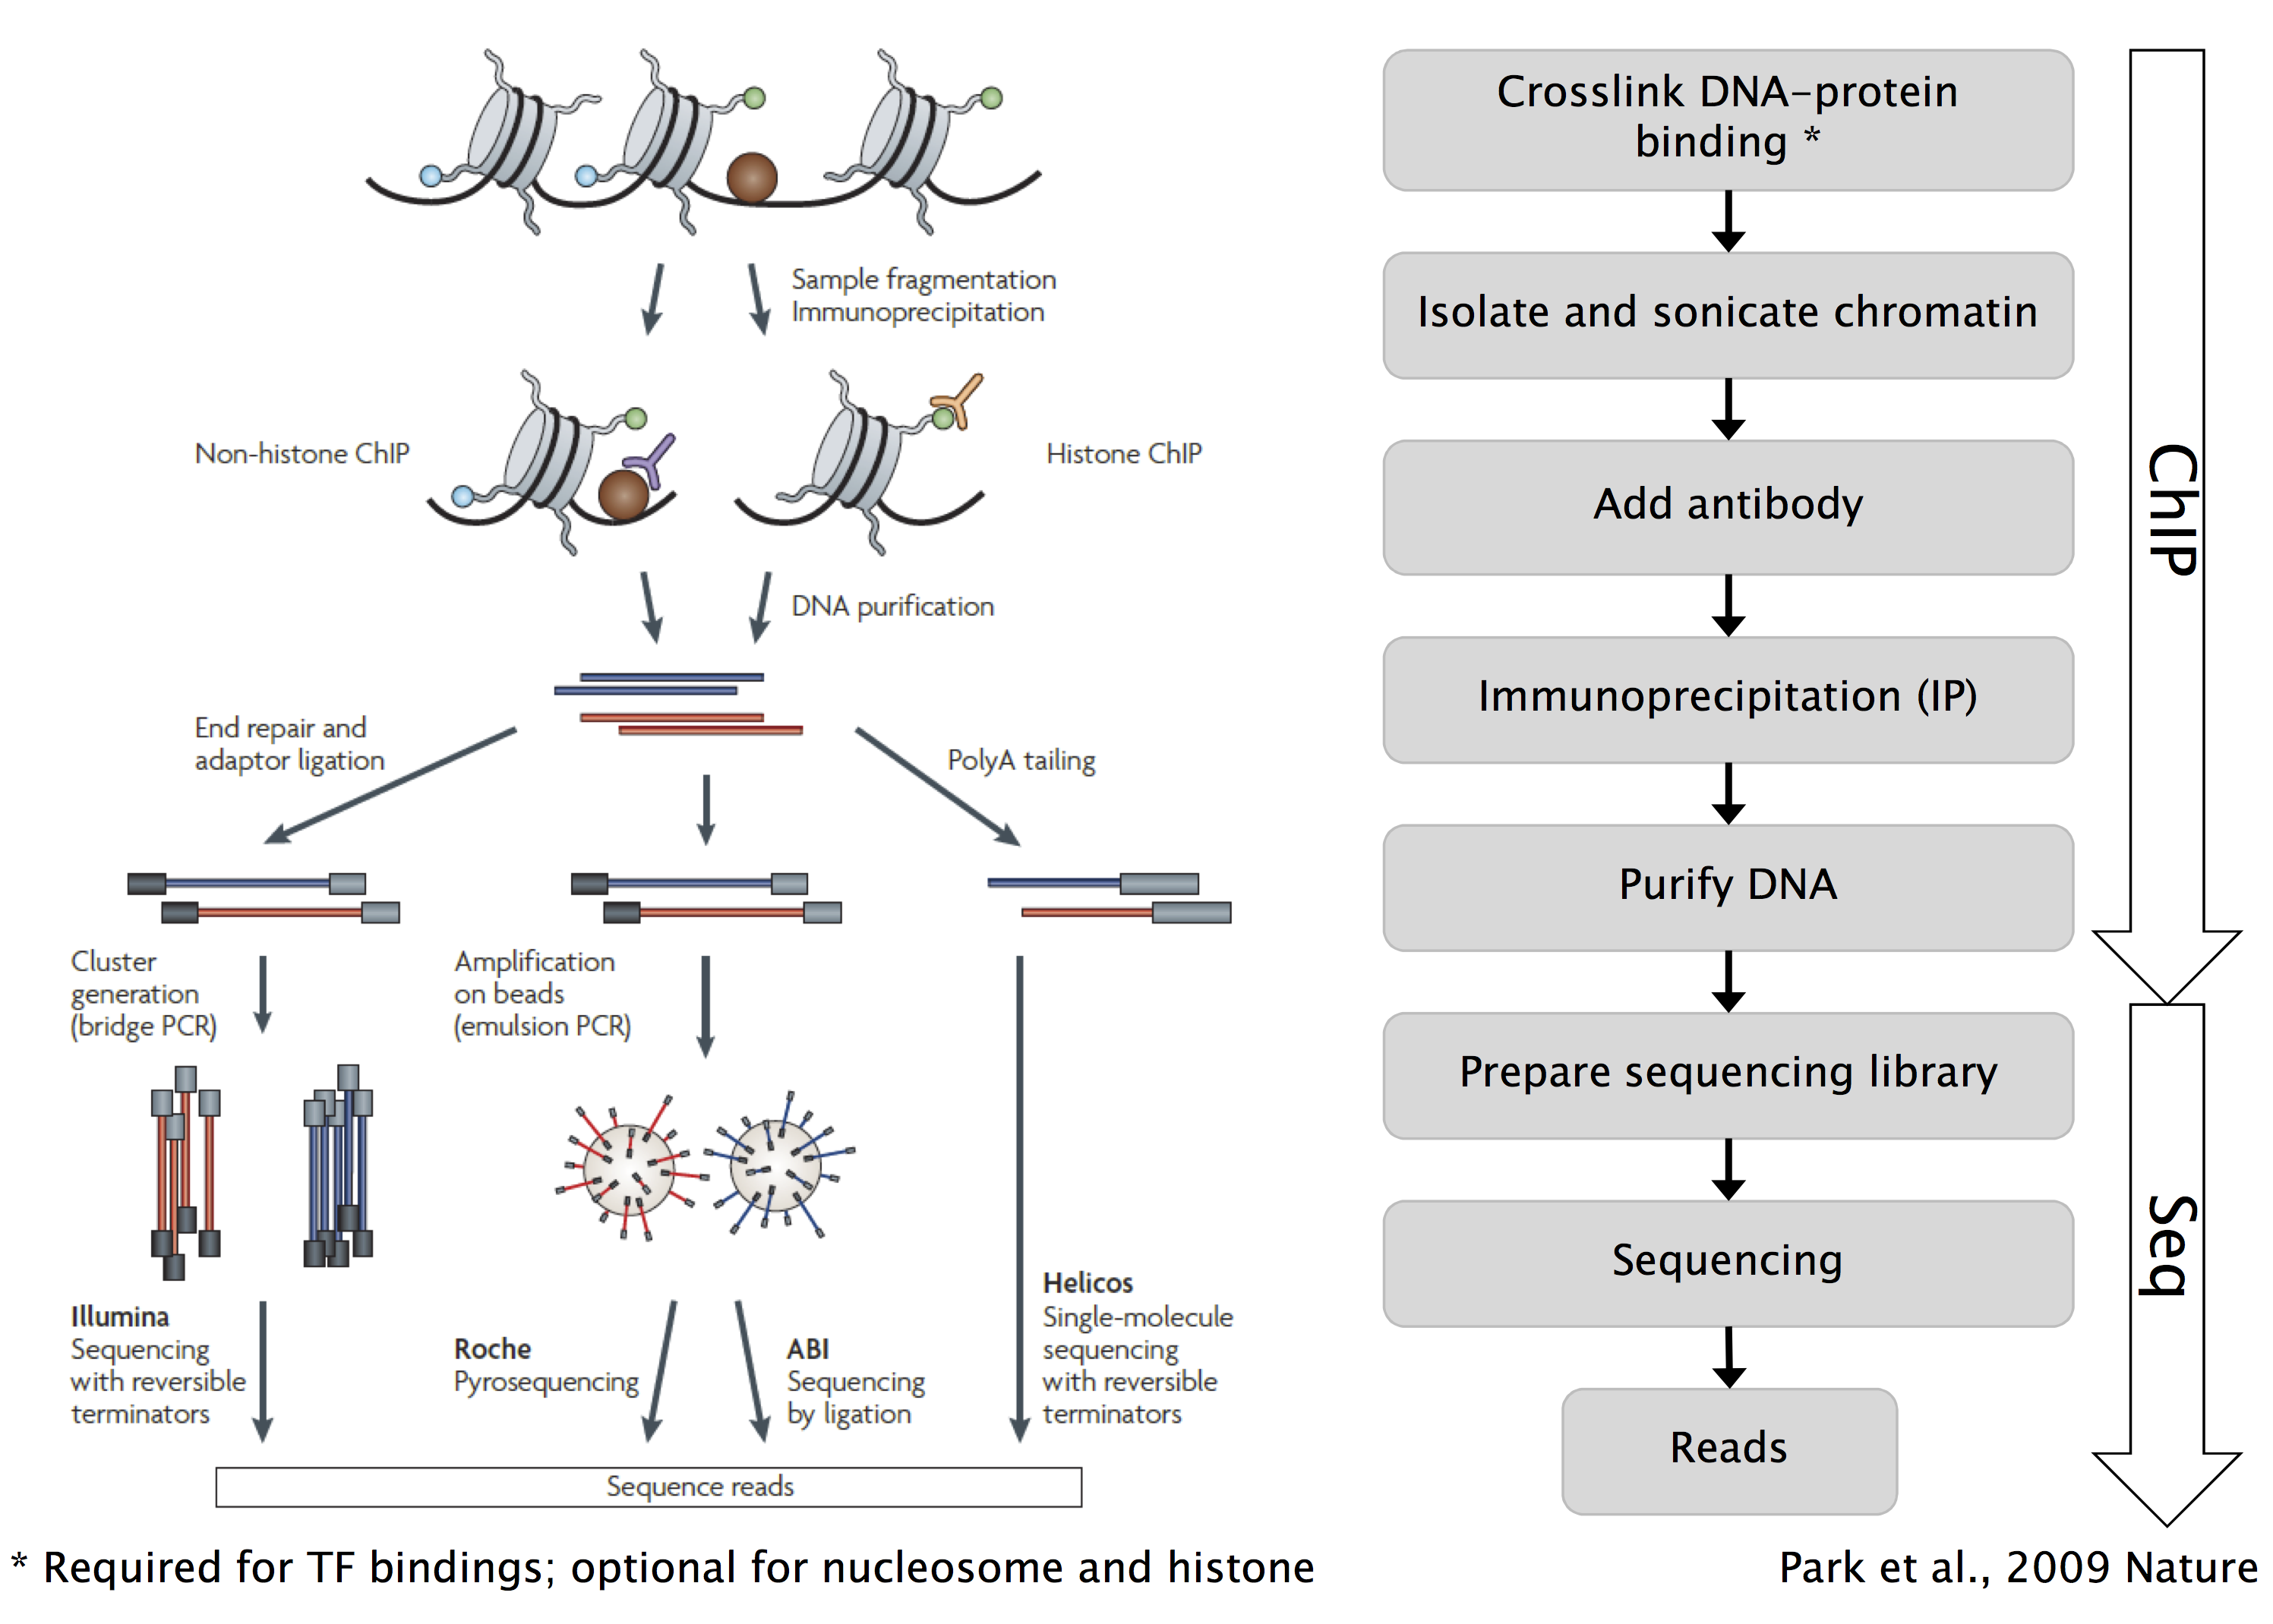 Sample fragmentation
Immunoprecipitation
Non-histone ChIP
Histone ChIP
DNA purification
End repair and
adaptor ligation
PolyA tailing
Cluster
generation
(bridge PCR)
Amplification
on beads
(emulsion PCR)
Illumina
Sequencing
with reversible
terminators
Roche
Pyrosequencing
ABI
Sequencing
by ligation
Helicos
Single-molecule
sequencing
with reversible
terminators
Sequence reads
Crosslink DNA-protein
binding *
Isolate and sonicate chromatin
Add antibody
Immunoprecipitation (IP)
Purify DNA
Prepare sequencing library
Sequencing
Reads
ChIP
Seq
* Required for TF bindings; optional for nucleosome and histone
Park et al., 2009 Nature